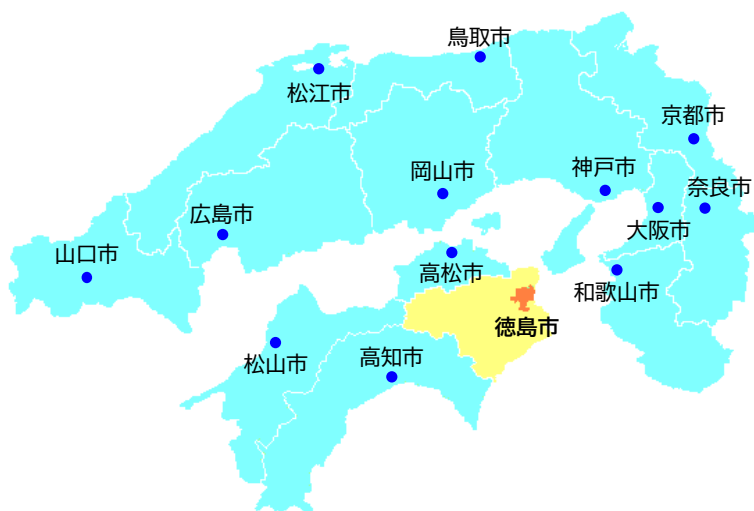 鳥取市
松江市
京都市
神戸市
岡山市
奈良市
広島市
大阪市
山口市
高松市
和歌山市
徳島市
高知市
松山市